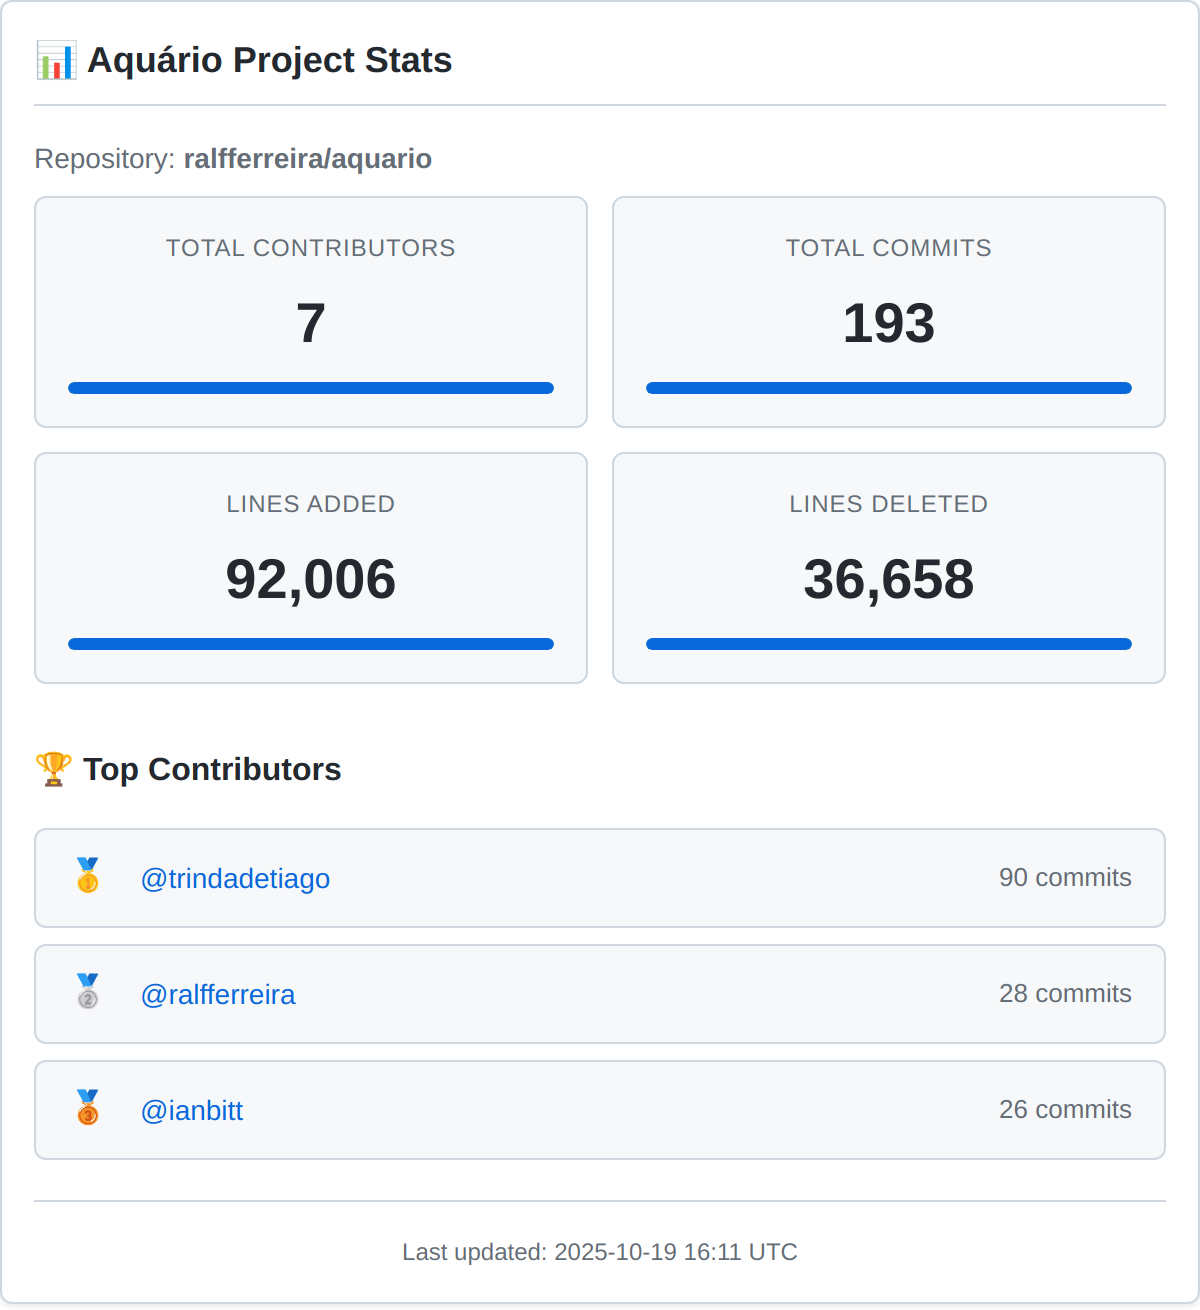 📊 Aquário Project Stats
Repository: ralfferreira/aquario
TOTAL CONTRIBUTORS
7
TOTAL COMMITS
193
LINES ADDED
92,006
LINES DELETED
36,658
🏆 Top Contributors
🥇 @trindadetiago 90 commits
🥈 @ralfferreira 28 commits
🥉 @ianbitt 26 commits
Last updated: 2025-10-19 16:11 UTC